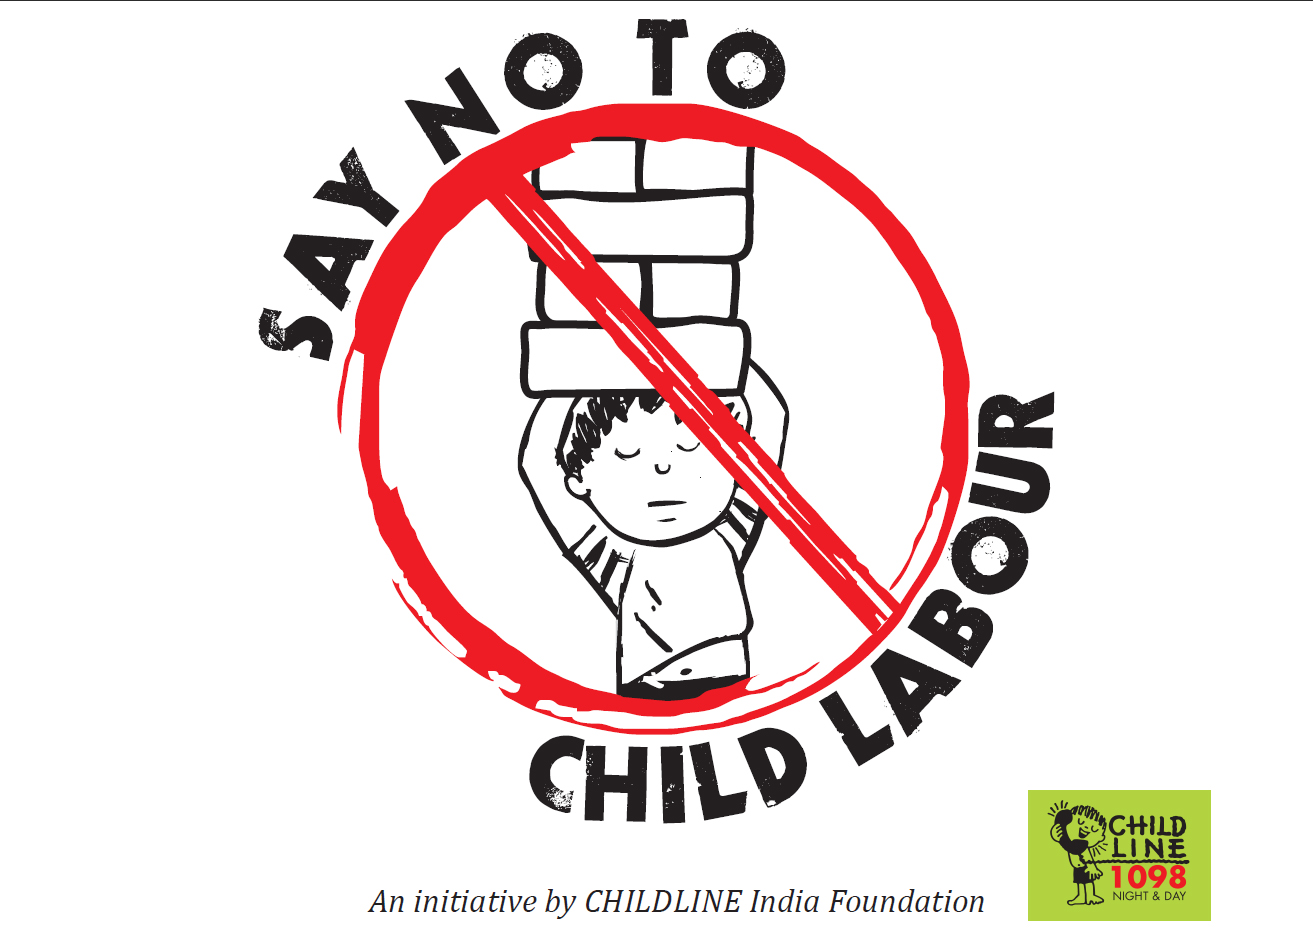 SAY NO TO
CHILD LABOUR
CHILD
LINE
1098
NIGHT & DAY
An initiative by CHILDLINE India Foundation